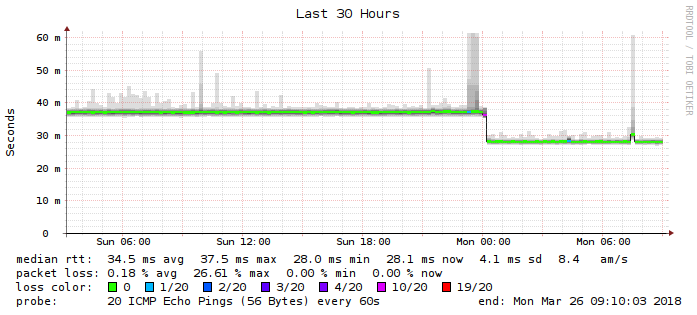 Last 30 Hours
RRDTOOL / TOBI OETIKER
Seconds
60 m
50 m
40 m
30 m
20 m
10 m
0
Sun 06:00 Sun 12:00 Sun 18:00 Mon 00:00 Mon 06:00
median rtt: 34.5 ms avg 37.5 ms max 28.0 ms min 28.1 ms now 4.1 ms sd 8.4 am/s
packet loss: 0.18 % avg 26.61 % max 0.00 % min 0.00 % now
loss color: 0 1/20 2/20 3/20 4/20 10/20 19/20
probe: 20 ICMP Echo Pings (56 Bytes) every 60s end: Mon Mar 26 09:10:03 2018